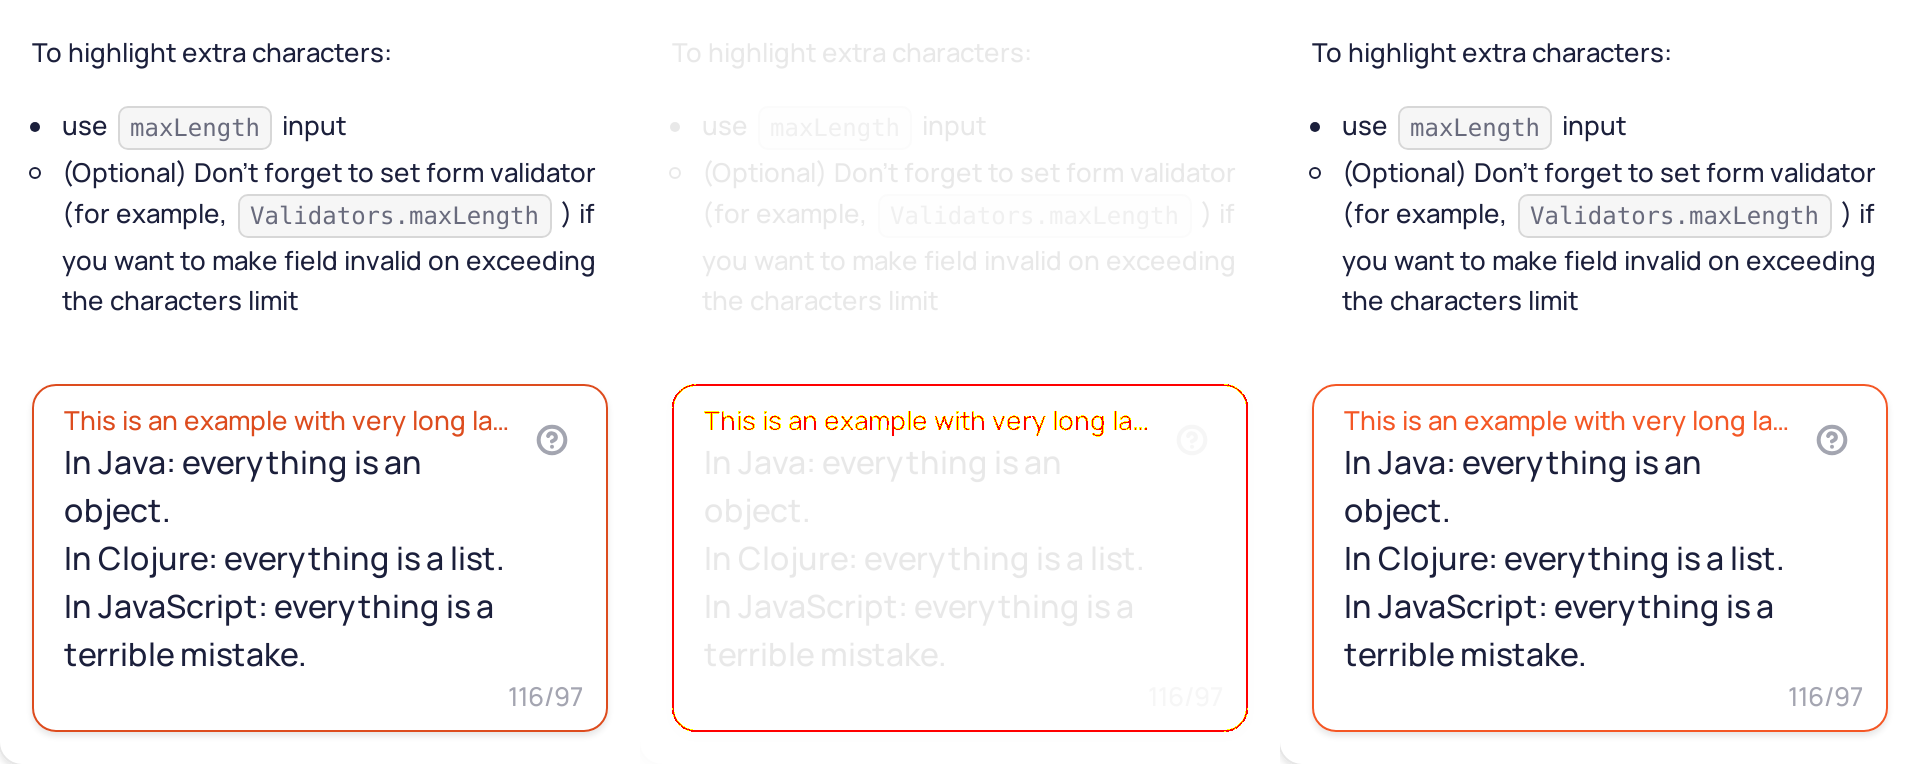 To highlight extra characters:
use maxLength input
(Optional) Don't forget to set form validator
(for example, Validators.maxLength ) if
you want to make field invalid on exceeding
the characters limit
This is an example with very long la...
In Java: everything is an
object.
In Clojure: everything is a list.
In JavaScript: everything is a
terrible mistake.
116/97
To highlight extra characters:
use maxLength input
(Optional) Don't forget to set form validator
(for example, Validators.maxLength ) if
you want to make field invalid on exceeding
the characters limit
This is an example with very long la...
In Java: everything is an
object.
In Clojure: everything is a list.
In JavaScript: everything is a
terrible mistake.
116/97
To highlight extra characters:
use maxLength input
(Optional) Don't forget to set form validator
(for example, Validators.maxLength ) if
you want to make field invalid on exceeding
the characters limit
This is an example with very long la...
In Java: everything is an
object.
In Clojure: everything is a list.
In JavaScript: everything is a
terrible mistake.
116/97